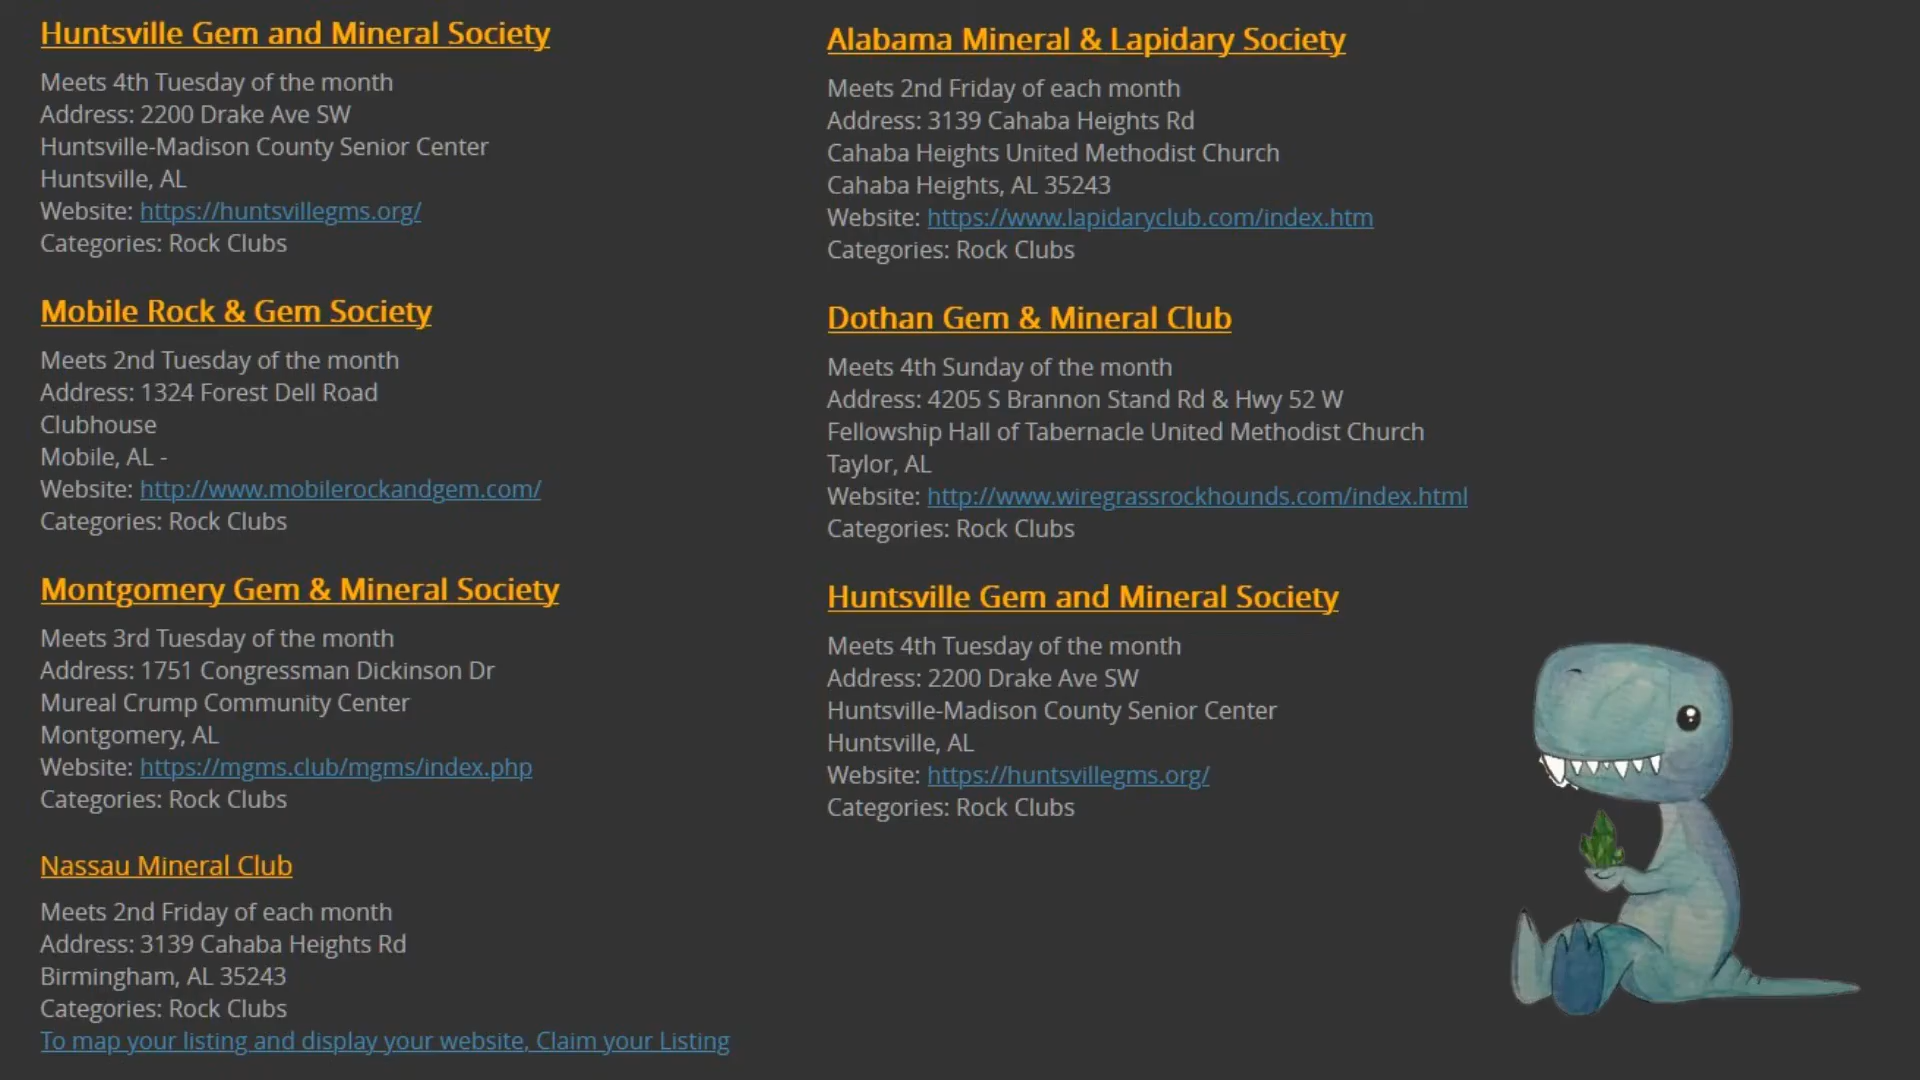 Huntsville Gem and Mineral Society
Meets 4th Tuesday of the month
Address: 2200 Drake Ave SW
Huntsville-Madison County Senior Center
Huntsville, AL
Website: https://huntsvillegms.org/
Categories: Rock Clubs
Mobile Rock & Gem Society
Meets 2nd Tuesday of the month
Address: 1324 Forest Dell Road
Clubhouse
Mobile, AL -
Website: http://www.mobilerockandgem.com/
Categories: Rock Clubs
Montgomery Gem & Mineral Society
Meets 3rd Tuesday of the month
Address: 1751 Congressman Dickinson Dr
Mureal Crump Community Center
Montgomery, AL
Website: https://mgms.club/mgms/index.php
Categories: Rock Clubs
Nassau Mineral Club
Meets 2nd Friday of each month
Address: 3139 Cahaba Heights Rd
Birmingham, AL 35243
Categories: Rock Clubs
To map your listing and display your website, Claim your Listing
Alabama Mineral & Lapidary Society
Meets 2nd Friday of each month
Address: 3139 Cahaba Heights Rd
Cahaba Heights United Methodist Church
Cahaba Heights, AL 35243
Website: https://www.lapidaryclub.com/index.htm
Categories: Rock Clubs
Dothan Gem & Mineral Club
Meets 4th Sunday of the month
Address: 4205 S Brannon Stand Rd & Hwy 52 W
Fellowship Hall of Tabernacle United Methodist Church
Taylor, AL
Website: http://www.wiregrassrockhounds.com/index.html
Categories: Rock Clubs
Huntsville Gem and Mineral Society
Meets 4th Tuesday of the month
Address: 2200 Drake Ave SW
Huntsville-Madison County Senior Center
Huntsville, AL
Website: https://huntsvillegms.org/
Categories: Rock Clubs